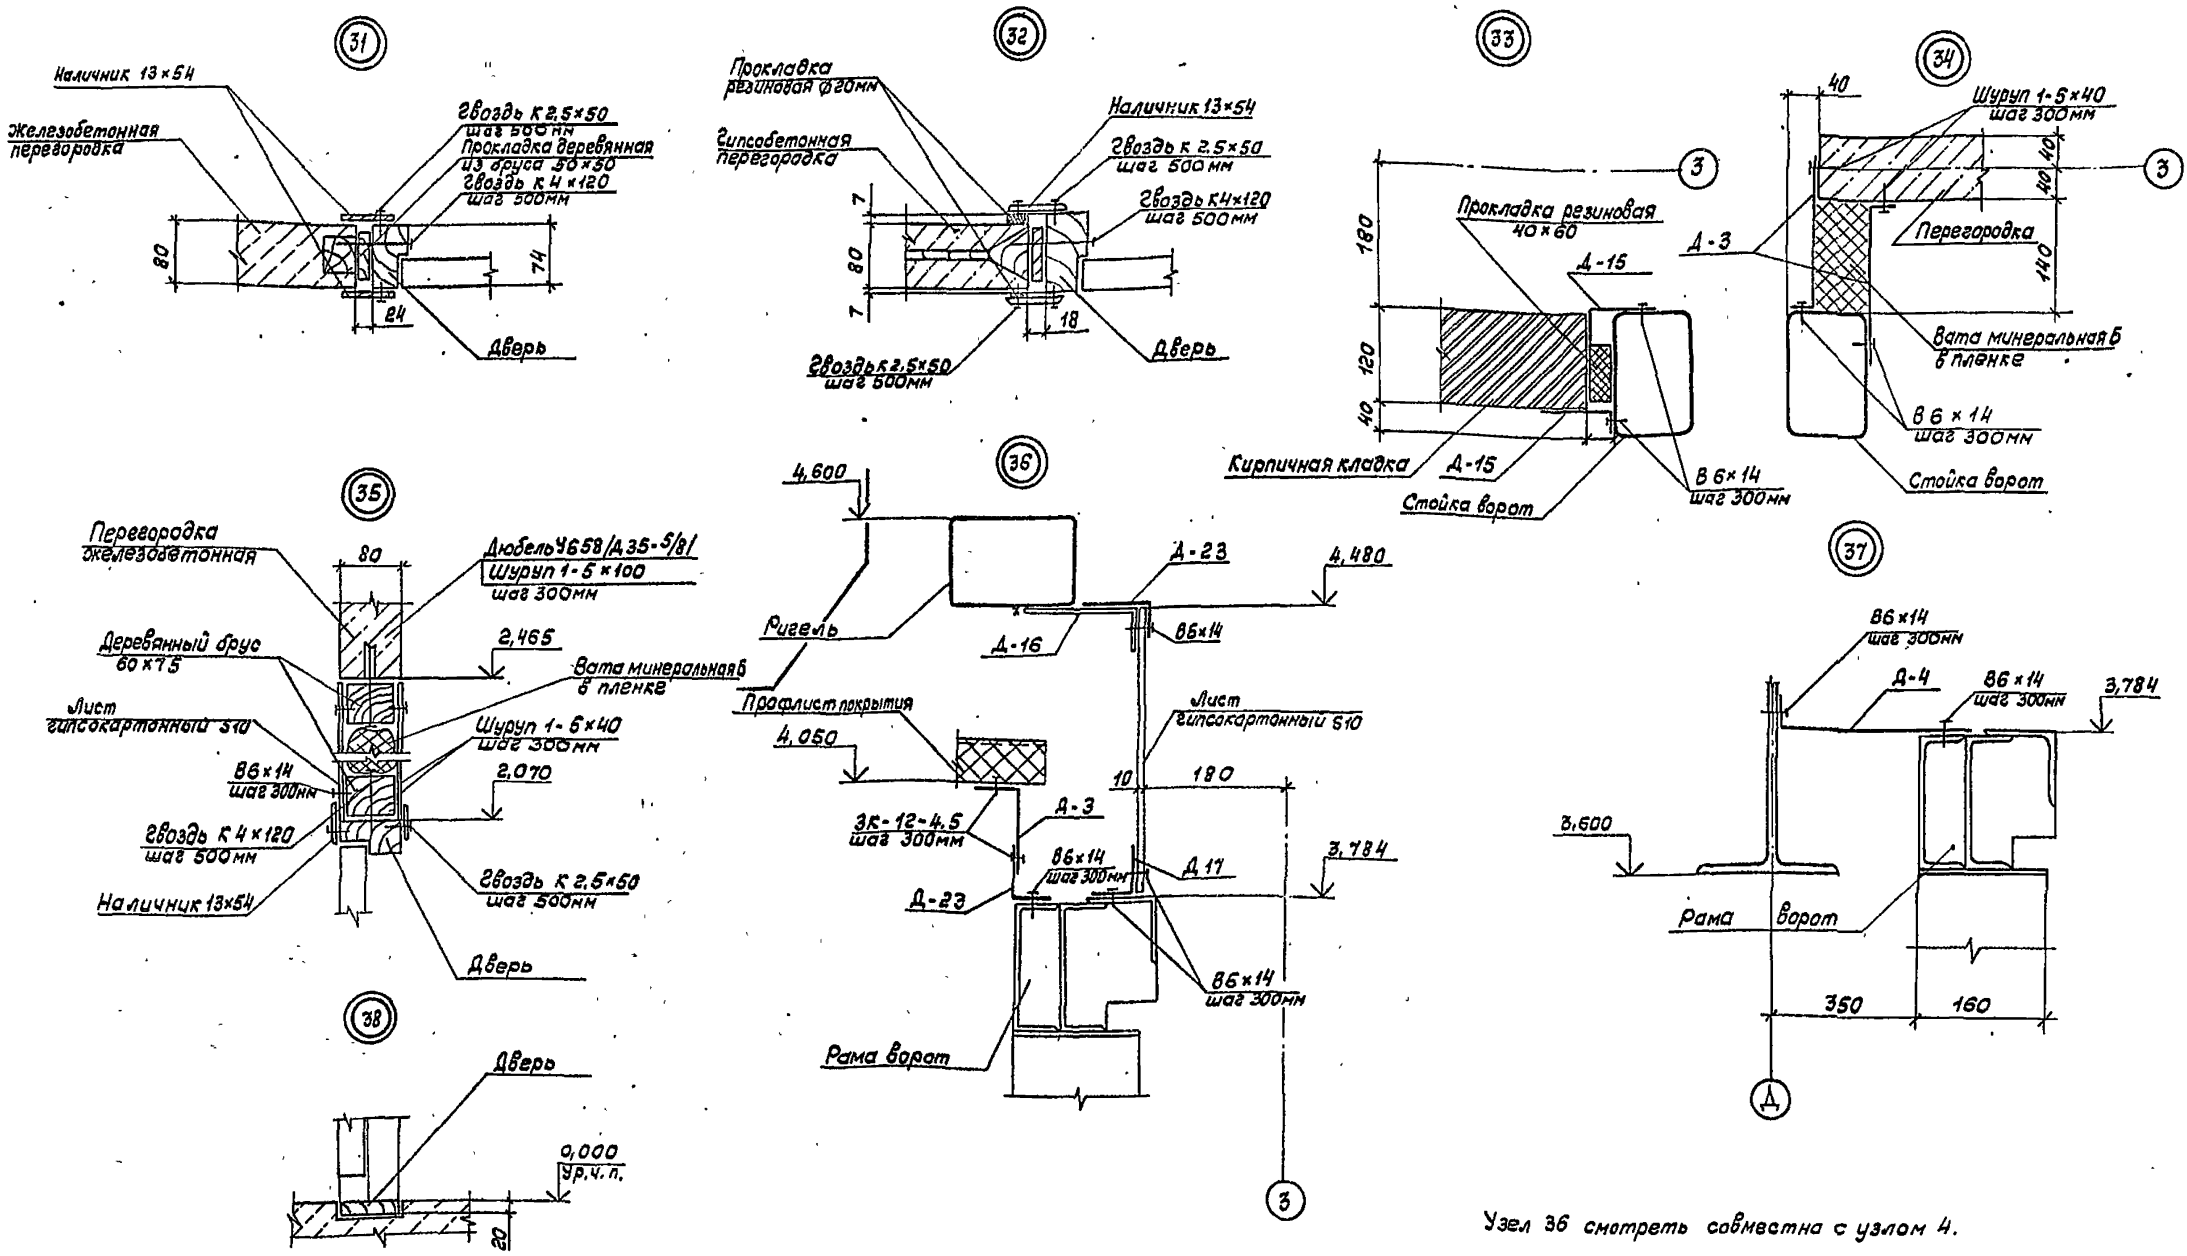 31
Наличник 13×54
Железобетонная
перегородка
Гвоздь К 2,5×50
шаг 500 мм
Прокладка деревянная
из бруса 50×50
Гвоздь К 4×120
шаг 500мм
80
74
24
Дверь
32
Прокладка
резиновая ф20мм
Гипсобетонная
перегородка
Наличник 13×54
Гвоздь К 2,5×50
шаг 500мм
Гвоздь К4×120
шаг 500мм
7
80
7
18
Гвоздь К 2,5×50
шаг 500мм
Дверь
33
3
180
120
40
Прокладка резиновая
40×60
Д-15
Кирпичная кладка
Д-15
Стойка ворот
В 6×14
шаг 300мм
34
40
Шуруп 1-5×40
шаг 300мм
3
40
40
140
Д-3
Перегородка
Вата минеральная Б
в пленке
В 6×14
шаг 300мм
Стойка ворот
35
Перегородка
железобетонная
80
Дюбель У658/Д35-5/81
Шуруп 1-5×100
шаг 300мм
Деревянный брус
60×75
2,465
Вата минеральная Б
в пленке
Лист
гипсокартонный S10
Шуруп 1-5×40
шаг 300мм
В6×14
шаг 300мм
2,070
Гвоздь К 4×120
шаг 500мм
Наличник 13×54
Гвоздь К 2,5×50
шаг 500мм
Дверь
36
4,600
Д-23
4,480
Ригель
Д-16
В6×14
Профлист покрытия
4,050
Лист
гипсокартонный S10
10
180
ЗК-12-4.5
шаг 300мм
Д-3
В6×14
шаг 300мм
Д 17
3,784
Д-23
В6×14
шаг 300мм
Рама ворот
3
37
В6×14
шаг 300мм
Д-4
В6×14
шаг 300мм
3,784
3,600
Рама ворот
350
160
Д
38
Дверь
0,000
Ур.ч.п.
20
Узел 36 смотреть совместна с узлом 4.